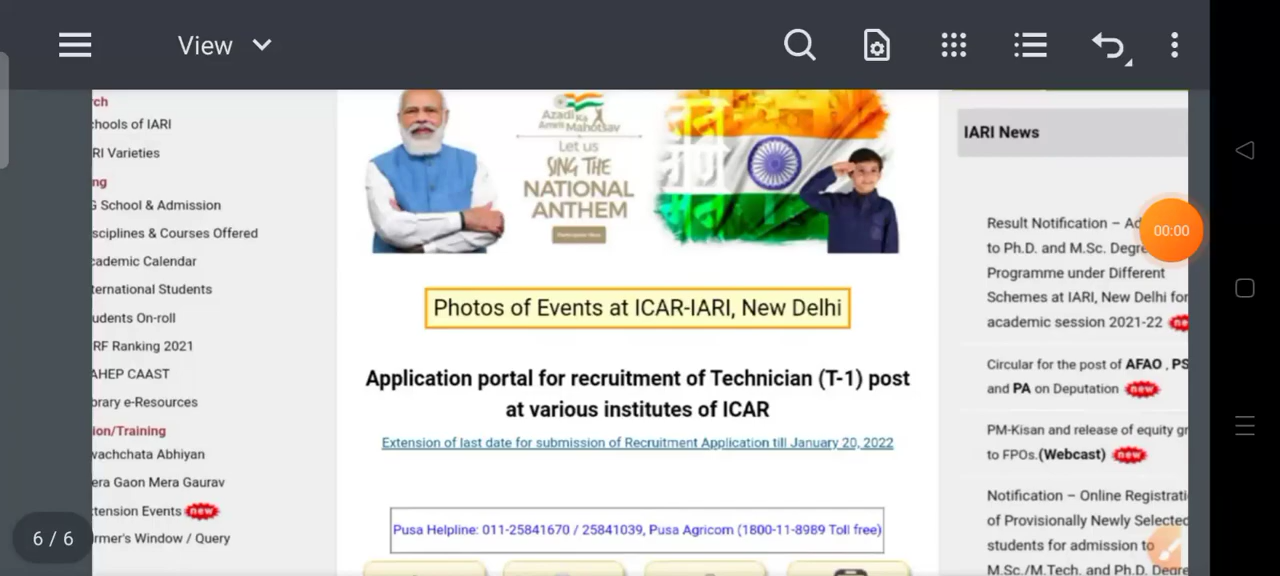 View
rch
chools of IARI
RI Varieties
ng
G School & Admission
sciplines & Courses Offered
cademic Calendar
ternational Students
udents On-roll
RF Ranking 2021
AHEP CAAST
brary e-Resources
ion/Training
wachchata Abhiyan
era Gaon Mera Gaurav
tension Events new
rmer's Window / Query
6 / 6
Azadi Ka
Amrit Mahotsav
Let us
SING THE
NATIONAL
ANTHEM
Photos of Events at ICAR-IARI, New Delhi
Application portal for recruitment of Technician (T-1) post
at various institutes of ICAR
Extension of last date for submission of Recruitment Application till January 20, 2022
Pusa Helpline: 011-25841670 / 25841039, Pusa Agricom (1800-11-8989 Toll free)
IARI News
Result Notification – Ad
to Ph.D. and M.Sc. Degre
Programme under Different
Schemes at IARI, New Delhi for
academic session 2021-22 ne
Circular for the post of AFAO , PS
and PA on Deputation new
PM-Kisan and release of equity gr
to FPOs.(Webcast) new
Notification – Online Registrati
of Provisionally Newly Selected
students for admission to
M.Sc./M.Tech. and Ph.D. Degre
00:00